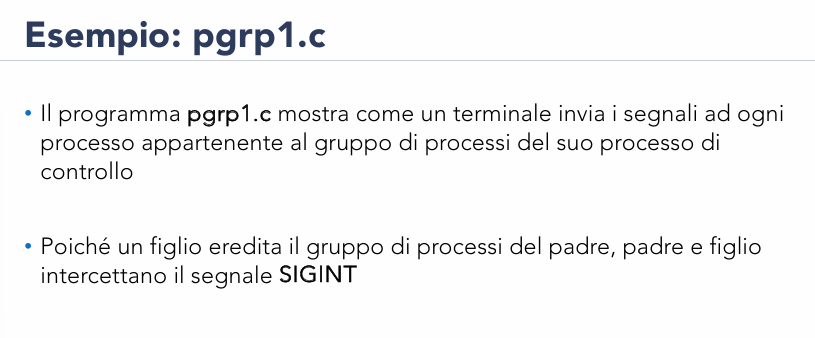 Esempio: pgrp1.c
• Il programma pgrp1.c mostra come un terminale invia i segnali ad ogni
processo appartenente al gruppo di processi del suo processo di
controllo
• Poiché un figlio eredita il gruppo di processi del padre, padre e figlio
intercettano il segnale SIGINT